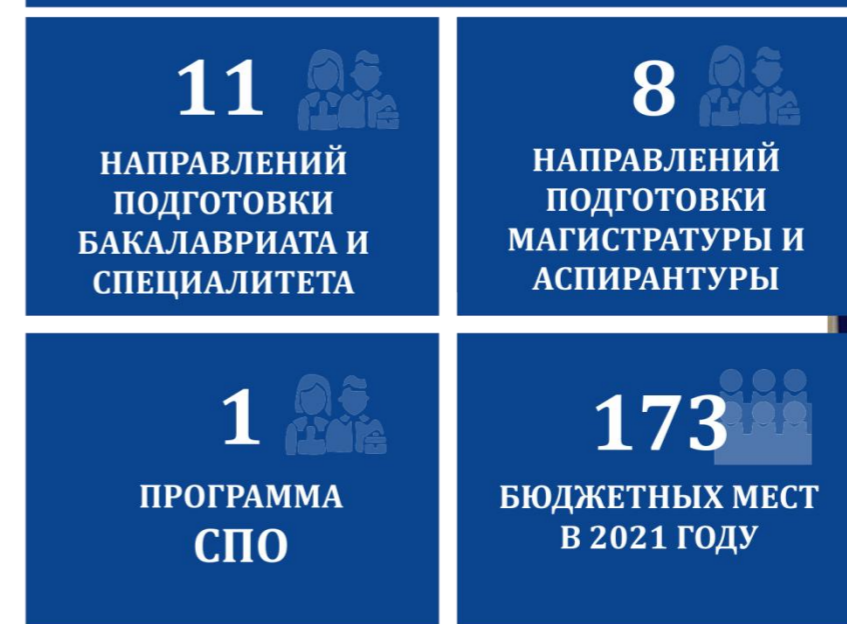 11
НАПРАВЛЕНИЙ
ПОДГОТОВКИ
БАКАЛАВРИАТА И
СПЕЦИАЛИТЕТА
8
НАПРАВЛЕНИЙ
ПОДГОТОВКИ
МАГИСТРАТУРЫ И
АСПИРАНТУРЫ
1
ПРОГРАММА
СПО
173
БЮДЖЕТНЫХ МЕСТ
В 2021 ГОДУ